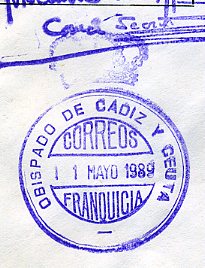 OBISPADO DE CADIZ Y CEUTA
CORREOS
1 1 MAYO 1989
FRANQUICIA